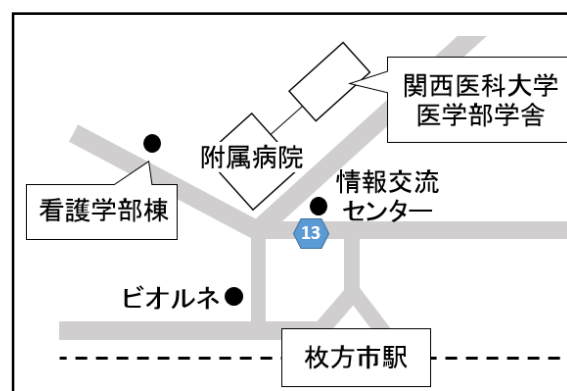 関西医科大学
医学部学舎
附属病院
情報交流
センター
看護学部棟
13
ビオルネ
枚方市駅